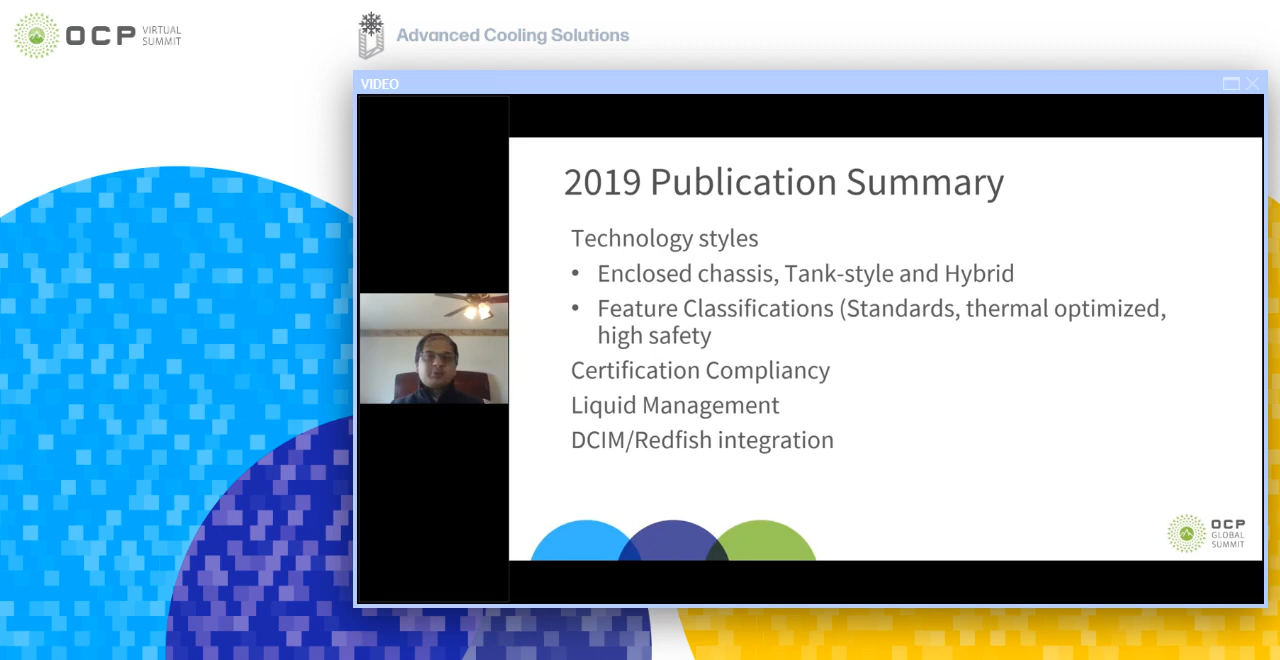 OCP VIRTUAL
SUMMIT
Advanced Cooling Solutions
VIDEO
2019 Publication Summary
Technology styles
• Enclosed chassis, Tank-style and Hybrid
• Feature Classifications (Standards, thermal optimized,
high safety
Certification Compliancy
Liquid Management
DCIM/Redfish integration
OCP
GLOBAL
SUMMIT